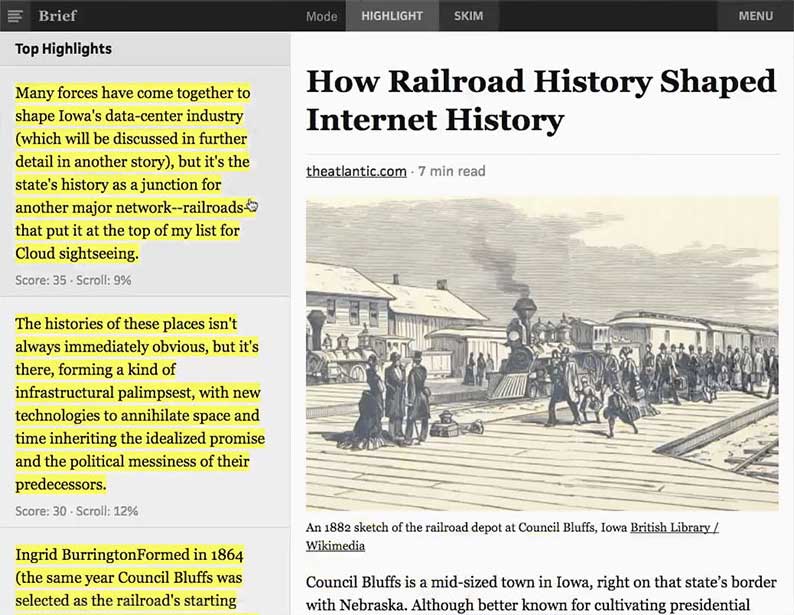 Brief
Mode HIGHLIGHT SKIM
MENU
Top Highlights
Many forces have come together to
shape Iowa's data-center industry
(which will be discussed in further
detail in another story), but it's the
state's history as a junction for
another major network--railroads-
that put it at the top of my list for
Cloud sightseeing.
Score: 35 · Scroll: 9%
The histories of these places isn't
always immediately obvious, but it's
there, forming a kind of
infrastructural palimpsest, with new
technologies to annihilate space and
time inheriting the idealized promise
and the political messiness of their
predecessors.
Score: 30 · Scroll: 12%
Ingrid BurringtonFormed in 1864
(the same year Council Bluffs was
selected as the railroad's starting
How Railroad History Shaped
Internet History
theatlantic.com · 7 min read
An 1882 sketch of the railroad depot at Council Bluffs, Iowa British Library /
Wikimedia
Council Bluffs is a mid-sized town in Iowa, right on that state’s border
with Nebraska. Although better known for cultivating presidential